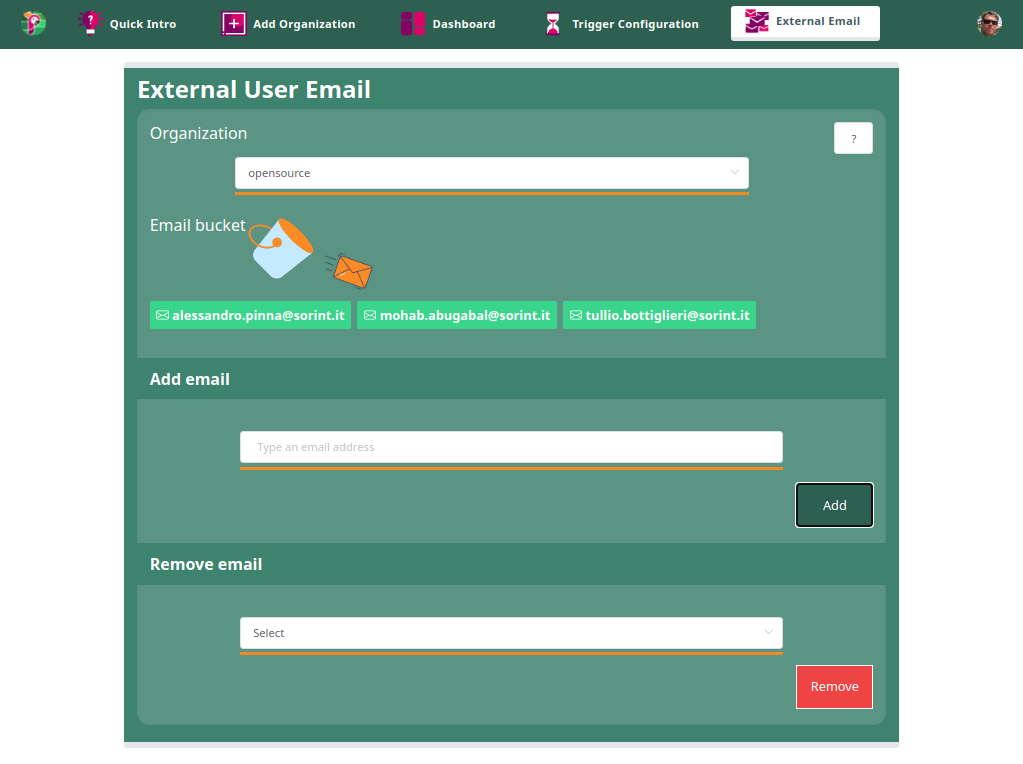 Quick Intro
Add Organization
Dashboard
Trigger Configuration
External Email
External User Email
Organization
?
opensource
Email bucket
alessandro.pinna@sorint.it
mohab.abugabal@sorint.it
tullio.bottiglieri@sorint.it
Add email
Type an email address
Add
Remove email
Select
Remove